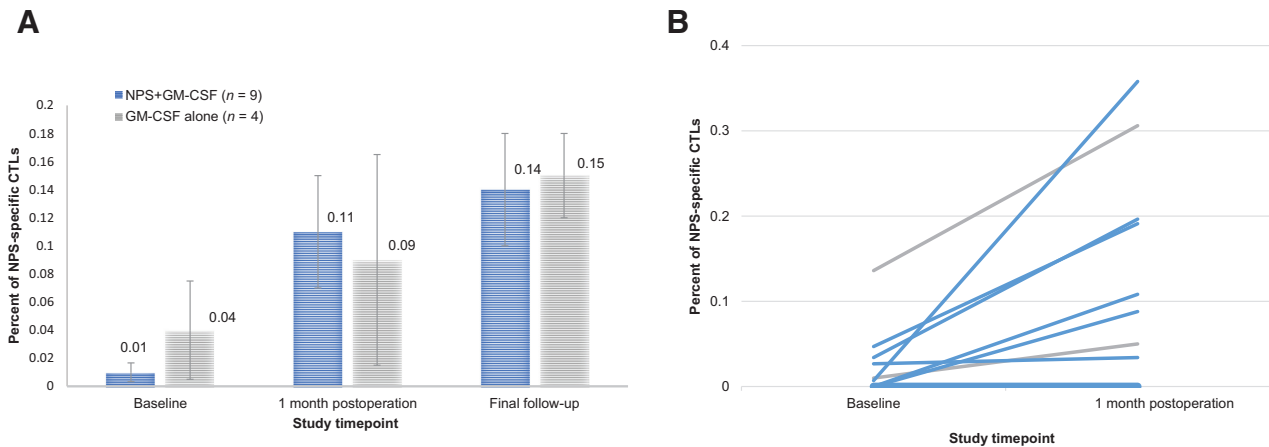 A
NPS+GM-CSF (n = 9)
GM-CSF alone (n = 4)
Percent of NPS-specific CTLs
0.2
0.18
0.16
0.14
0.12
0.1
0.08
0.06
0.04
0.02
0
0.01
0.04
0.11
0.09
0.14
0.15
Baseline
1 month postoperation
Final follow-up
Study timepoint
B
Percent of NPS-specific CTLs
0.4
0.3
0.2
0.1
0
Baseline
1 month postoperation
Study timepoint